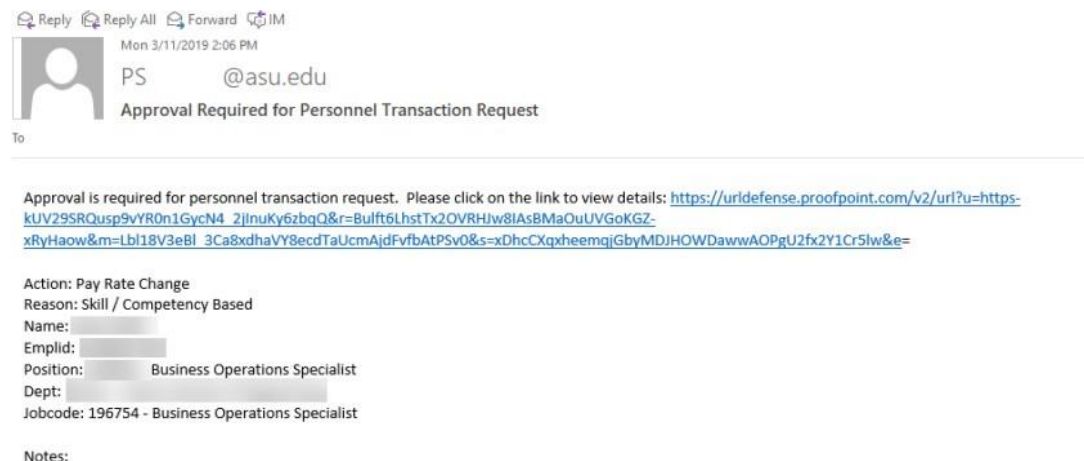 Reply Reply All Forward IM
Mon 3/11/2019 2:06 PM
PS @asu.edu
Approval Required for Personnel Transaction Request
To
Approval is required for personnel transaction request. Please click on the link to view details: https://urldefense.proofpoint.com/v2/url?u=https-
kUV29SRQusp9vYR0n1GycN4_2jInuKy6zbqQ&r=Bulft6LhstTx2OVRHJw8IAsBMaOuUVGoKGZ-
xRyHaow&m=Lbl18V3eBl_3Ca8xdhaVY8ecdTaUcmAjdFvfbAtPSv0&s=xDhcCXqxheemqjGbyMDJHOWDawwAOPgU2fx2Y1Cr5lw&e=
Action: Pay Rate Change
Reason: Skill / Competency Based
Name:
Emplid:
Position: Business Operations Specialist
Dept:
Jobcode: 196754 - Business Operations Specialist
Notes: